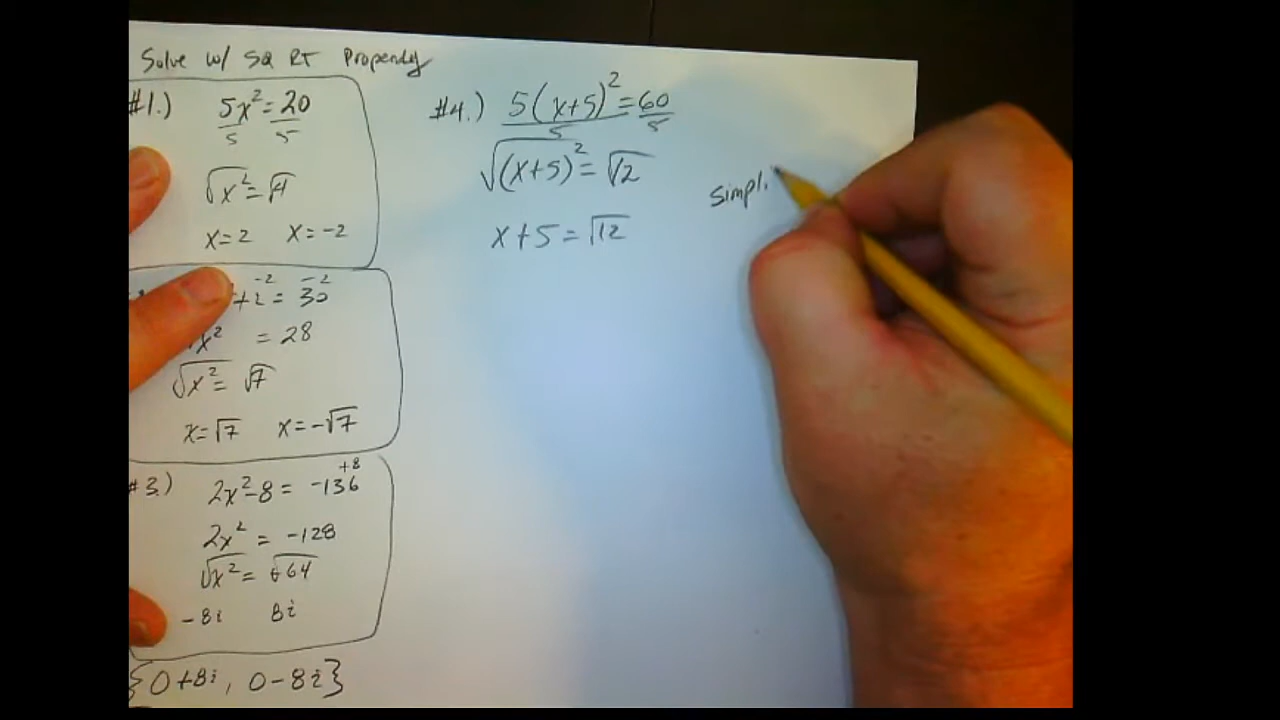 Solve w/ SQ RT Property
#1.) 5x² = 20
5 5
√x² = √4
x = 2 x = -2
-2 -2
+2 = 30
x² = 28
√x² = √7
x = √7 x = -√7
#3.) 2x² - 8 = -136 +8
2x² = -128
√x² = √-64
-8i 8i
{0+8i, 0-8i}
#4.) 5(x+5)² = 60
5 5
√(x+5)² = √12
x+5 = √12
Simpli